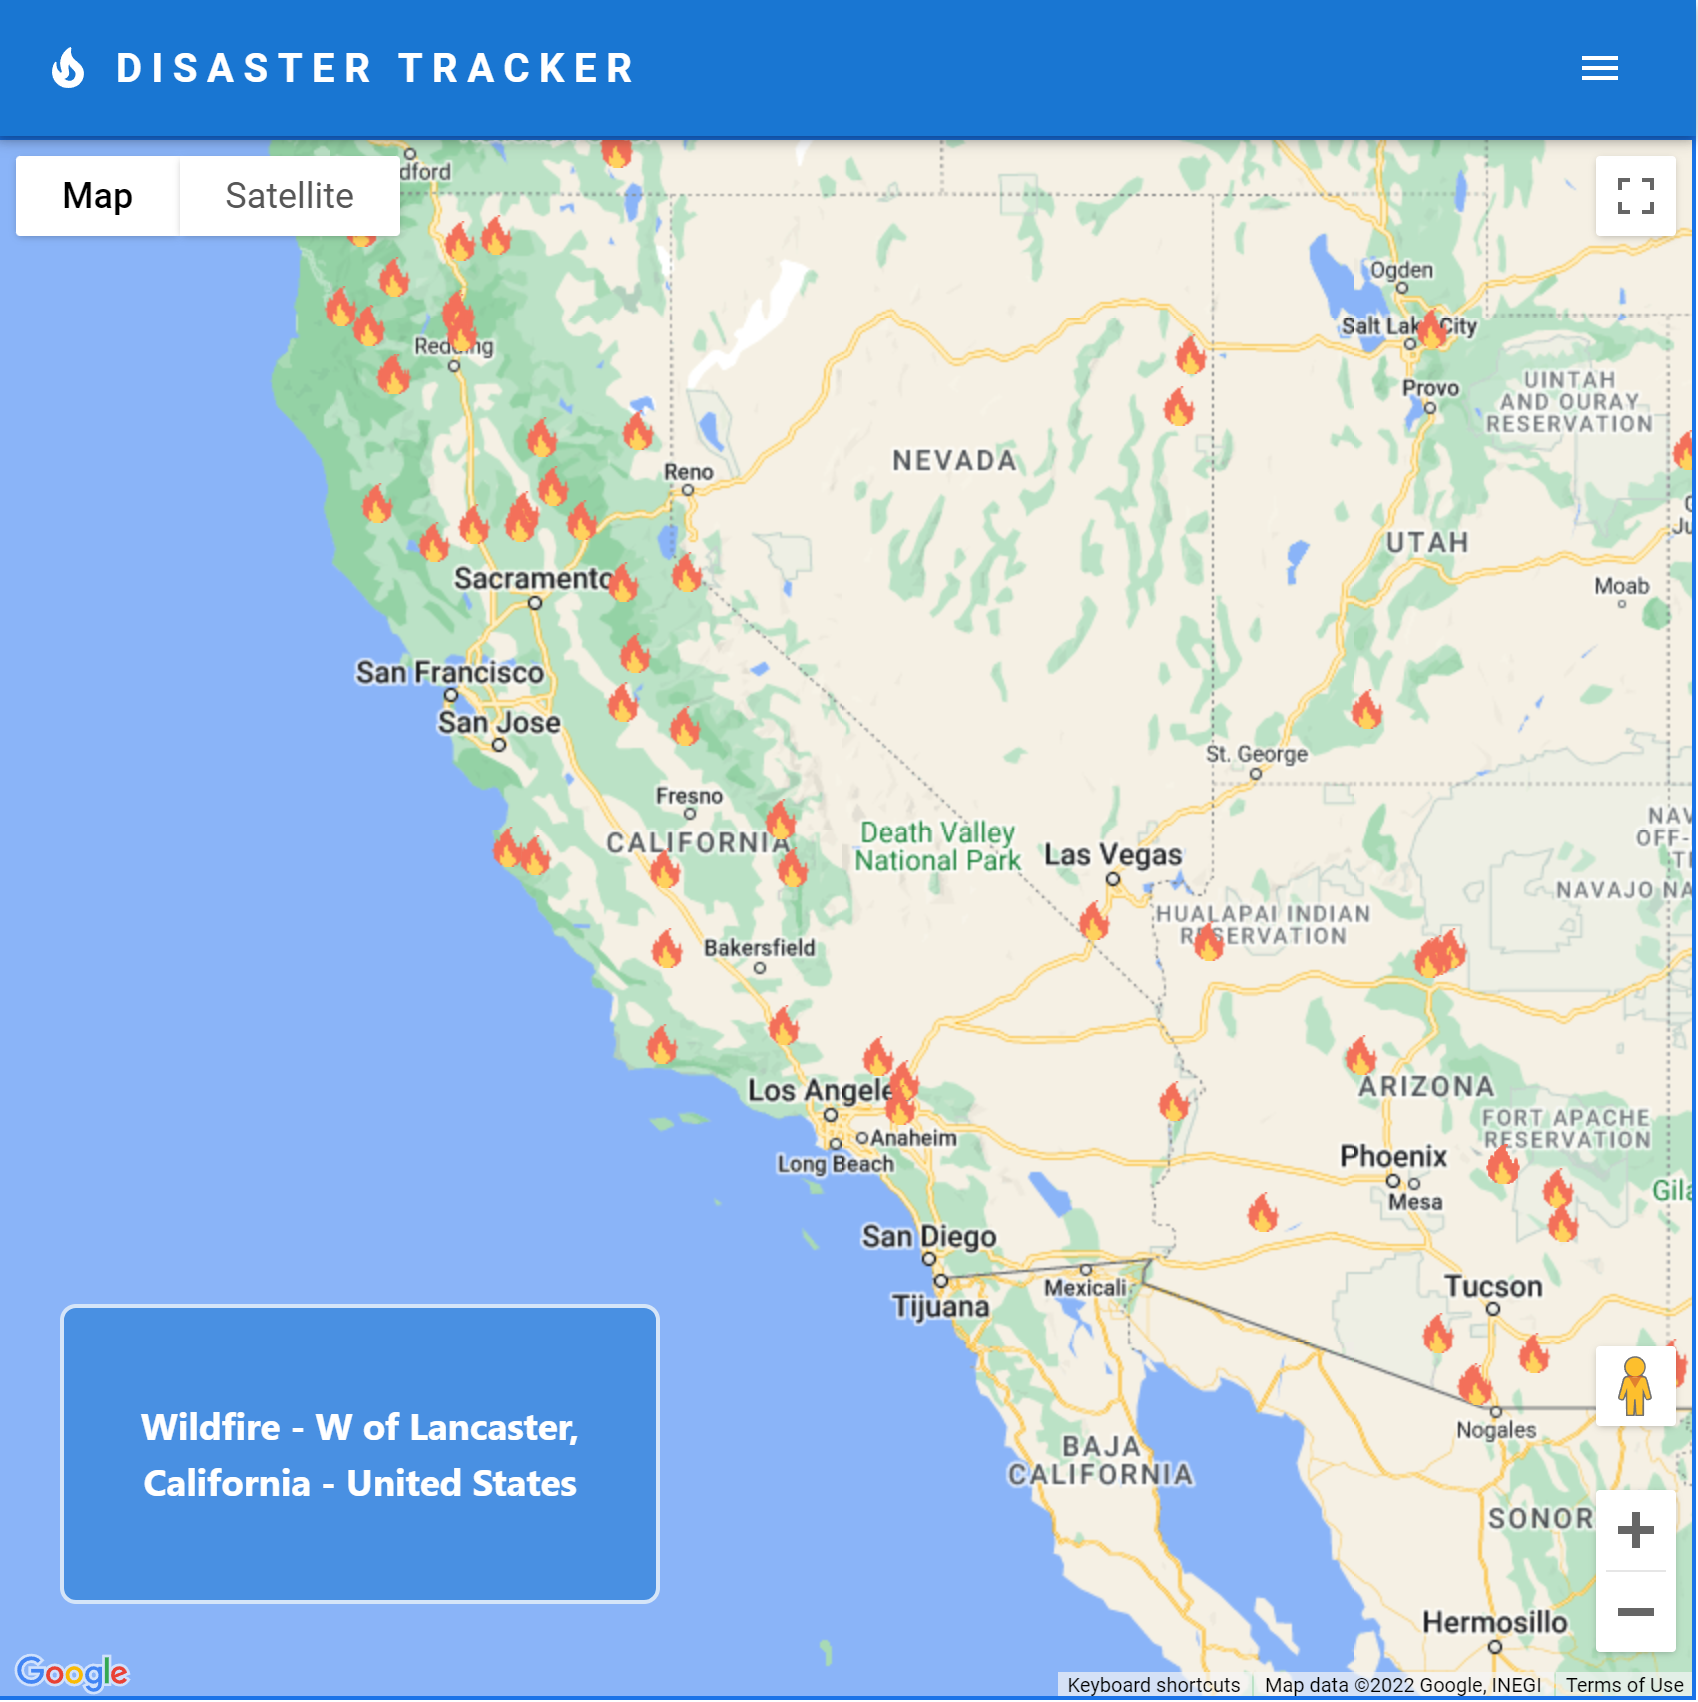 DISASTER TRACKER
Map
Satellite
dford
Ogden
Salt Lake City
Redding
Provo
UINTAH
AND OURAY
RESERVATION
NEVADA
Reno
UTAH
Sacramento
Moab
San Francisco
San Jose
St. George
Fresno
CALIFORNIA
Death Valley
National Park
Las Vegas
NAV
OFF-
NAVAJO NA
HUALAPAI INDIAN
RESERVATION
Bakersfield
Los Angele
ARIZONA
FORT APACHE
RESERVATION
Anaheim
Long Beach
Phoenix
Mesa
Gila
San Diego
Tijuana
Mexicali
Tucson
Nogales
Wildfire - W of Lancaster,
California - United States
BAJA
CALIFORNIA
SONOR
Hermosillo
Google
Keyboard shortcuts
Map data ©2022 Google, INEGI
Terms of Use